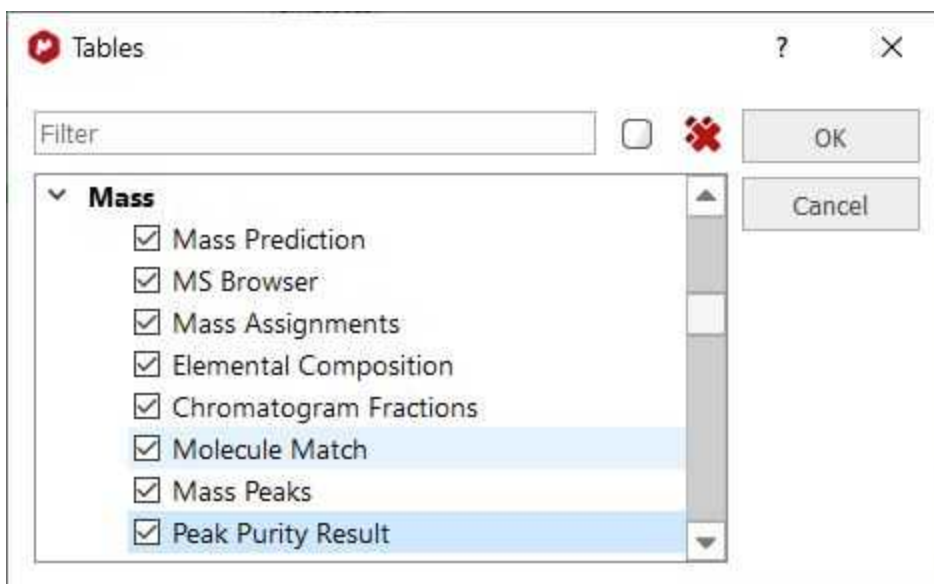 Tables
?
Filter
OK
Cancel
Mass
Mass Prediction
MS Browser
Mass Assignments
Elemental Composition
Chromatogram Fractions
Molecule Match
Mass Peaks
Peak Purity Result